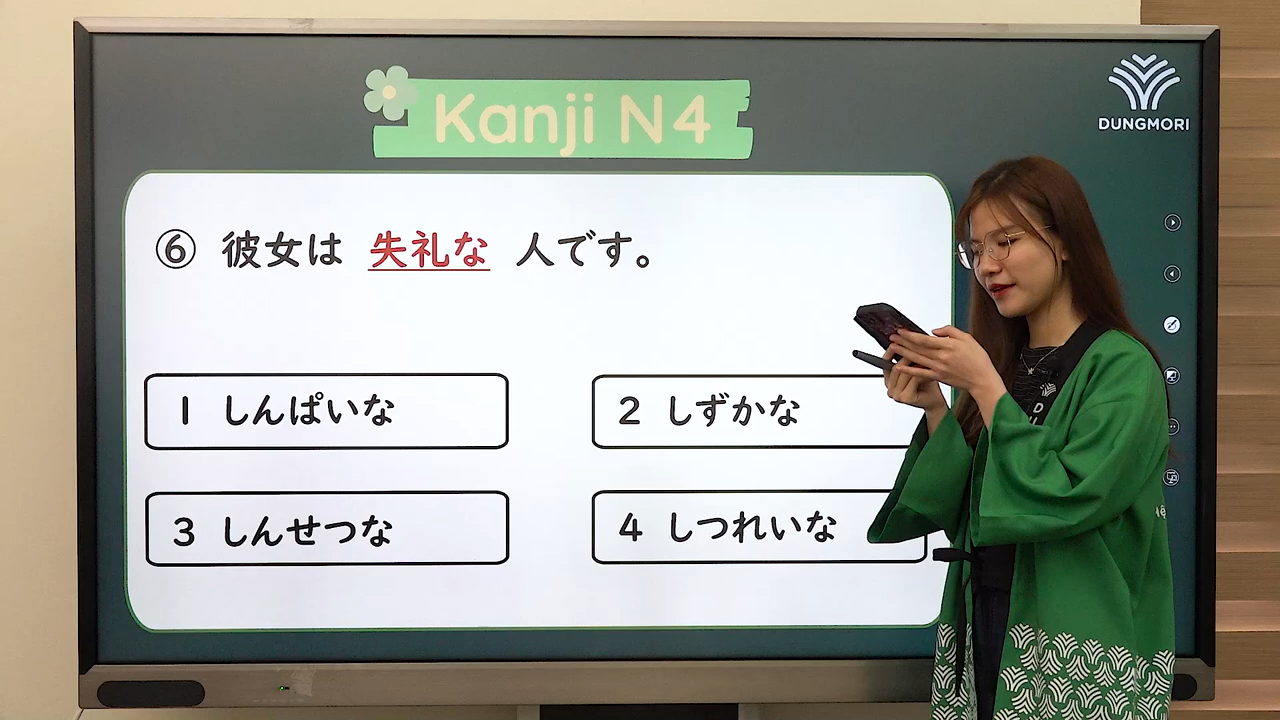 Kanji N4
DUNGMORI
⑥ 彼女は 失礼な 人です。
1 しんぱいな
2 しずかな
3 しんせつな
4 しつれいな